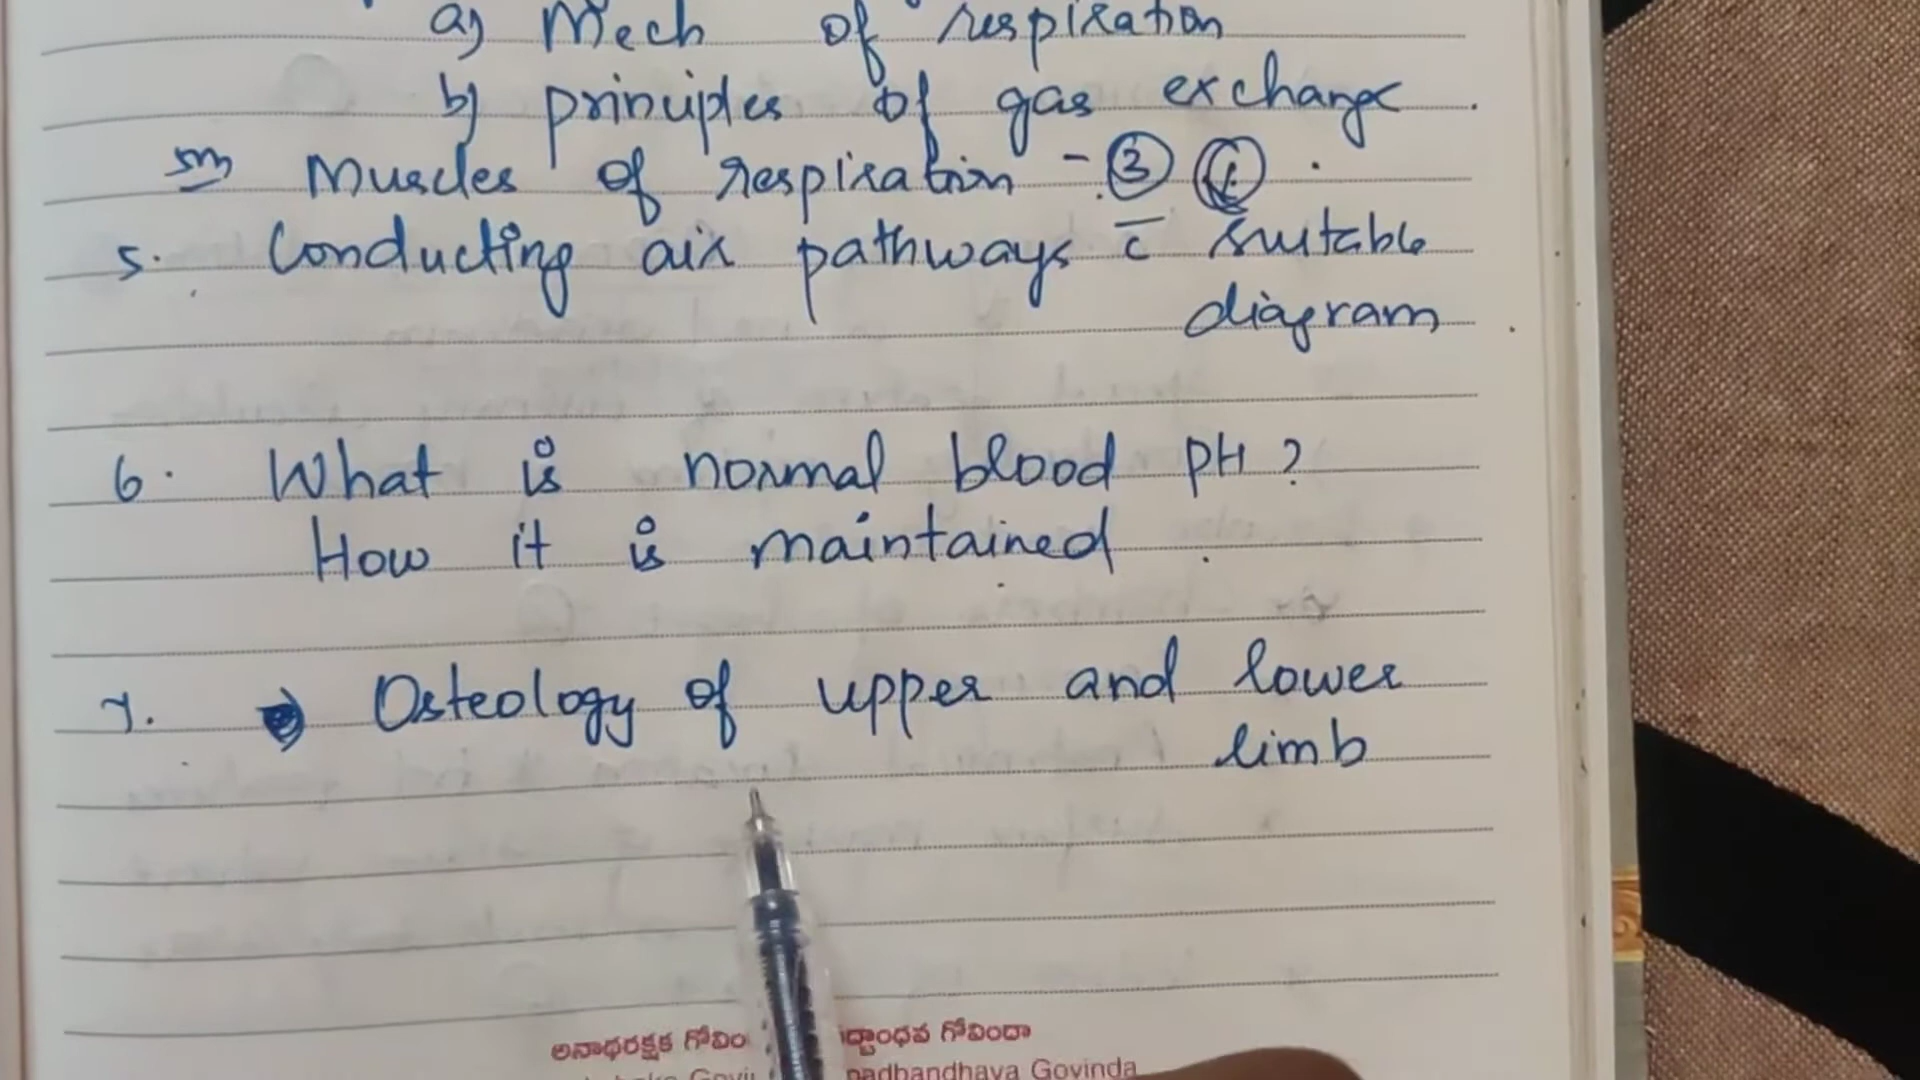 a) Mech of respiration
b) principles of gas exchange.
5m Muscles of respiration - ③
5. Conducting air pathways c̄ suitable
diagram.
6. What is normal blood pH?
How it is maintained.
7. Osteology of upper and lower
limb
అనాథరక్షక గోవిం
గోవిందా
padbandhava Govinda